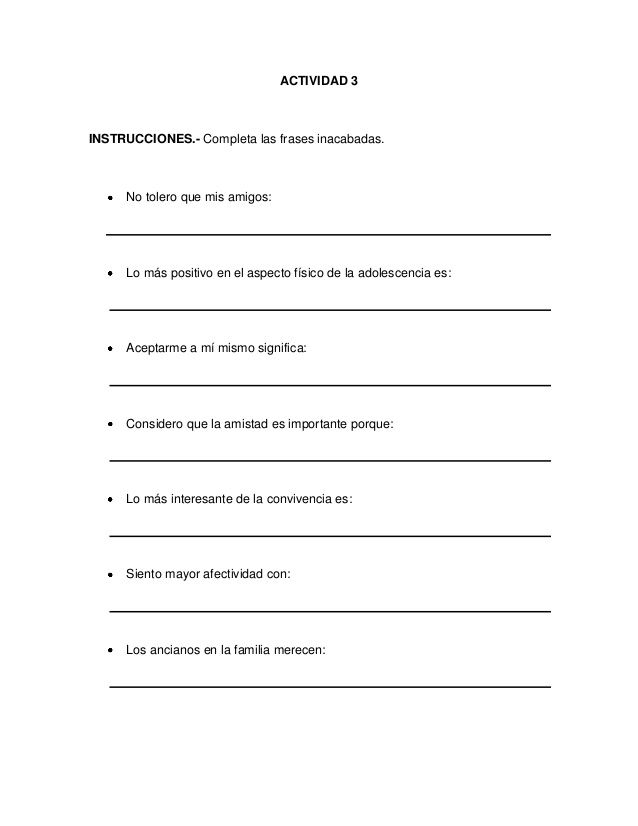 ACTIVIDAD 3
INSTRUCCIONES.- Completa las frases inacabadas.
• No tolero que mis amigos:
• Lo más positivo en el aspecto físico de la adolescencia es:
• Aceptarme a mí mismo significa:
• Considero que la amistad es importante porque:
• Lo más interesante de la convivencia es:
• Siento mayor afectividad con:
• Los ancianos en la familia merecen: